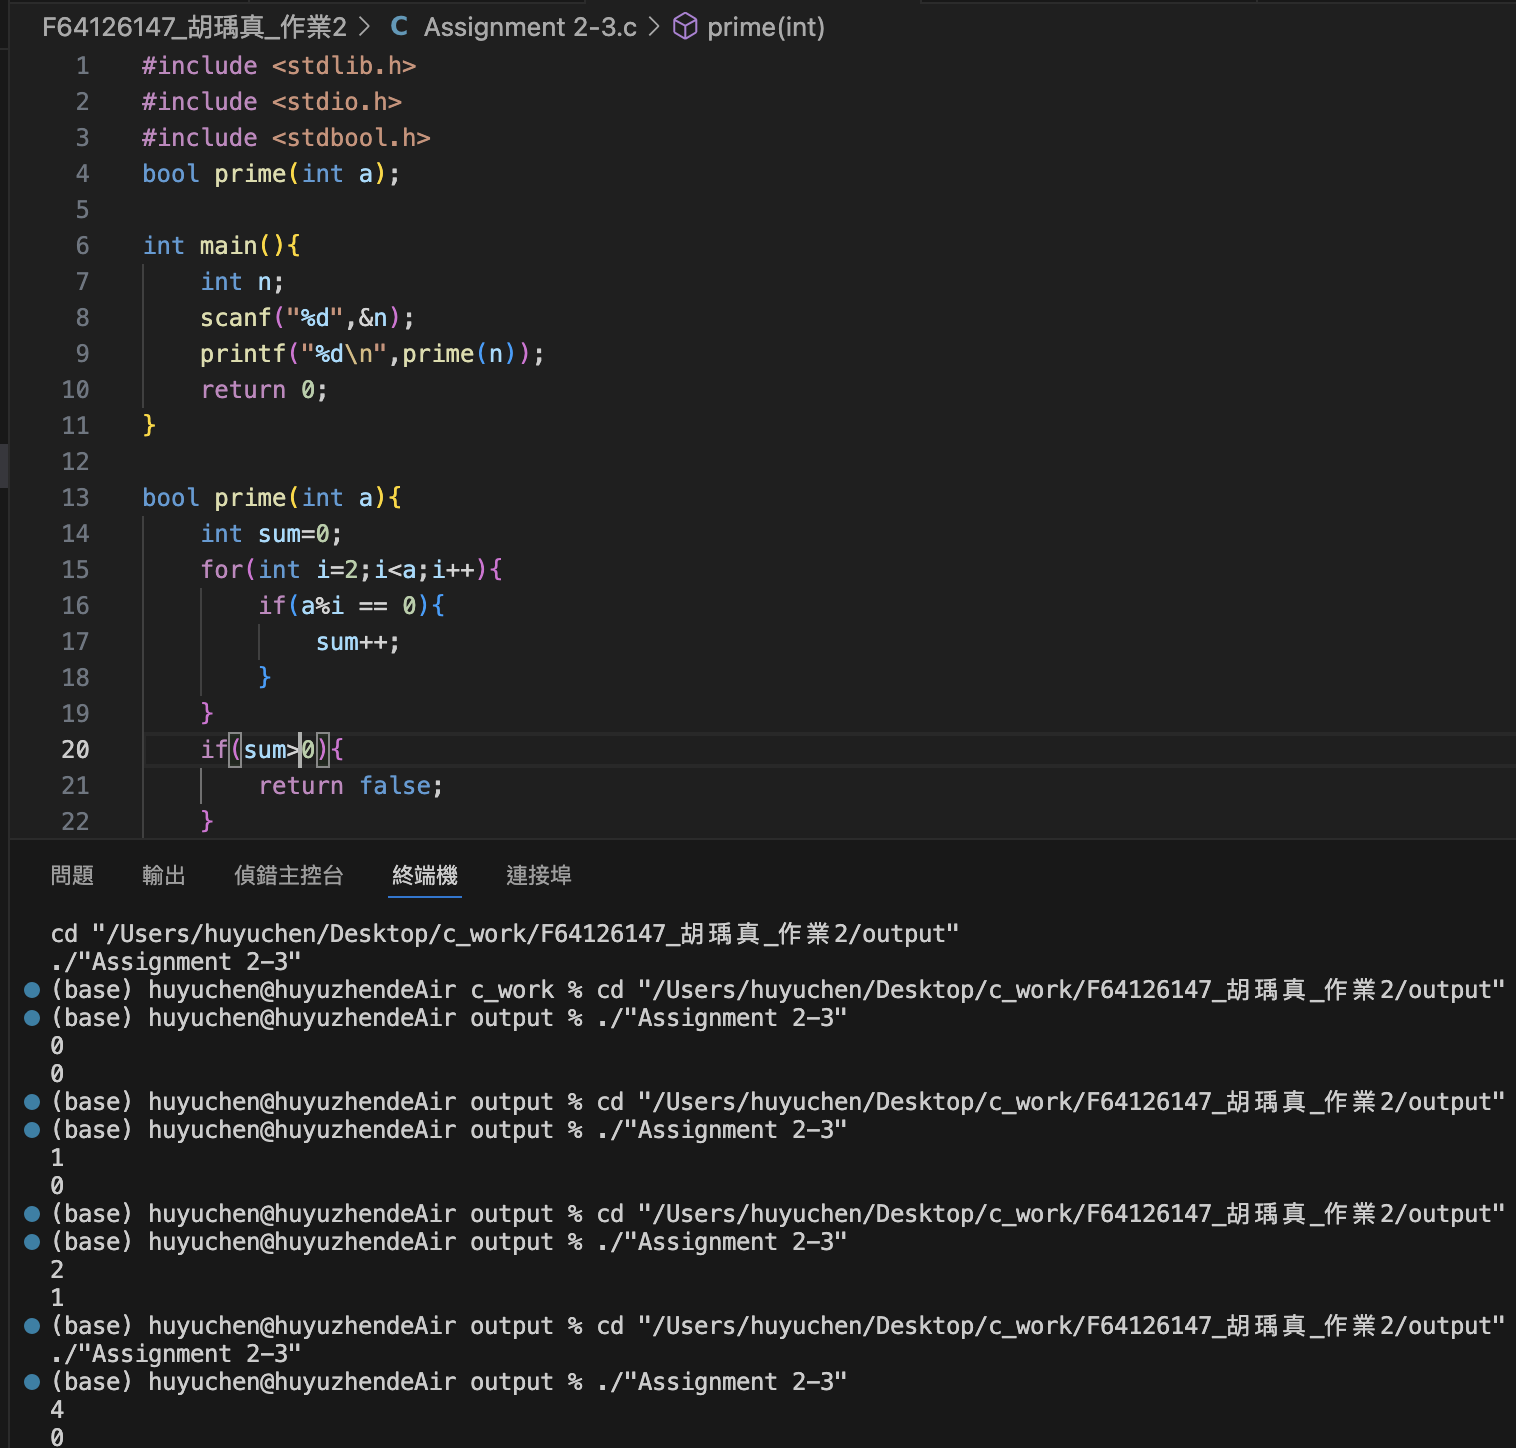 F64126147_胡瑀真_作業2 > C Assignment 2-3.c > prime(int)
1 #include <stdlib.h>
2 #include <stdio.h>
3 #include <stdbool.h>
4 bool prime(int a);
5
6 int main(){
7     int n;
8     scanf("%d",&n);
9     printf("%d\n",prime(n));
10     return 0;
11 }
12
13 bool prime(int a){
14     int sum=0;
15     for(int i=2;i<a;i++){
16         if(a%i == 0){
17             sum++;
18         }
19     }
20     if(sum>0){
21         return false;
22     }
問題 輸出 偵錯主控台 終端機 連接埠
cd "/Users/huyuchen/Desktop/c_work/F64126147_胡瑀真_作業2/output"
./"Assignment 2-3"
(base) huyuchen@huyuzhendeAir c_work % cd "/Users/huyuchen/Desktop/c_work/F64126147_胡瑀真_作業2/output"
(base) huyuchen@huyuzhendeAir output % ./"Assignment 2-3"
0
0
(base) huyuchen@huyuzhendeAir output % cd "/Users/huyuchen/Desktop/c_work/F64126147_胡瑀真_作業2/output"
(base) huyuchen@huyuzhendeAir output % ./"Assignment 2-3"
1
0
(base) huyuchen@huyuzhendeAir output % cd "/Users/huyuchen/Desktop/c_work/F64126147_胡瑀真_作業2/output"
(base) huyuchen@huyuzhendeAir output % ./"Assignment 2-3"
2
1
(base) huyuchen@huyuzhendeAir output % cd "/Users/huyuchen/Desktop/c_work/F64126147_胡瑀真_作業2/output"
./"Assignment 2-3"
(base) huyuchen@huyuzhendeAir output % ./"Assignment 2-3"
4
0